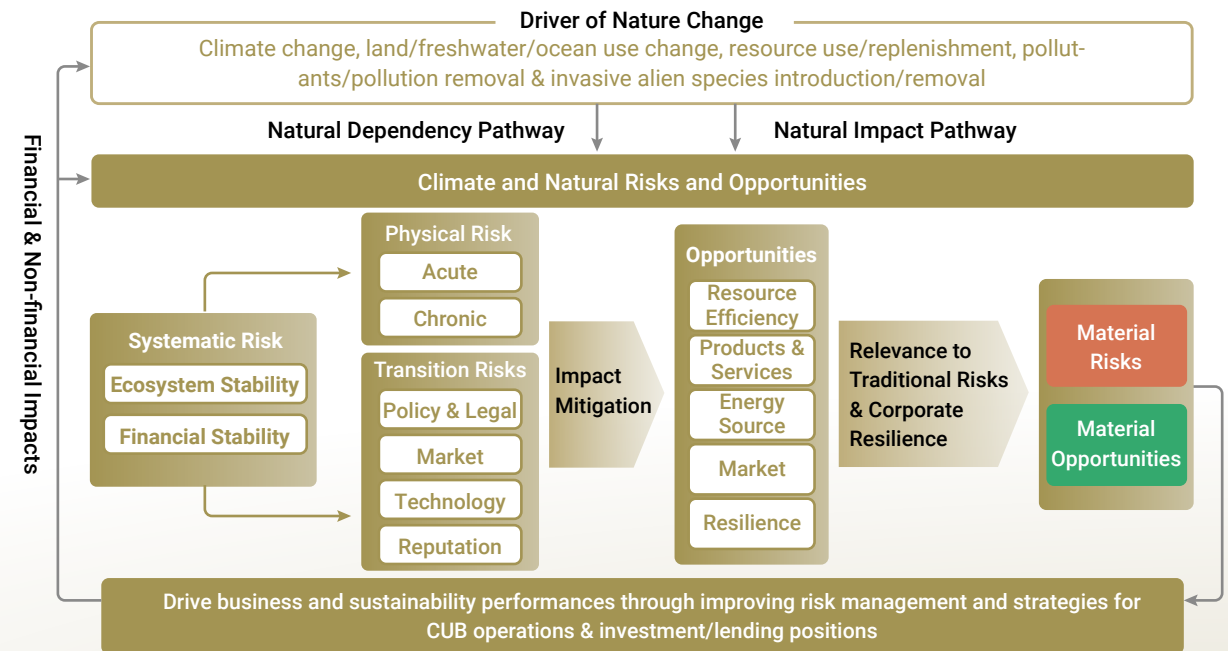 Driver of Nature Change
Climate change, land/freshwater/ocean use change, resource use/replenishment, pollut-
ants/pollution removal & invasive alien species introduction/removal
Natural Dependency Pathway
Natural Impact Pathway
Financial & Non-financial Impacts
Climate and Natural Risks and Opportunities
Systematic Risk
Ecosystem Stability
Financial Stability
Physical Risk
Acute
Chronic
Transition Risks
Policy & Legal
Market
Technology
Reputation
Impact
Mitigation
Opportunities
Resource
Efficiency
Products &
Services
Energy
Source
Market
Resilience
Relevance to
Traditional Risks
& Corporate
Resilience
Material
Risks
Material
Opportunities
Drive business and sustainability performances through improving risk management and strategies for
CUB operations & investment/lending positions